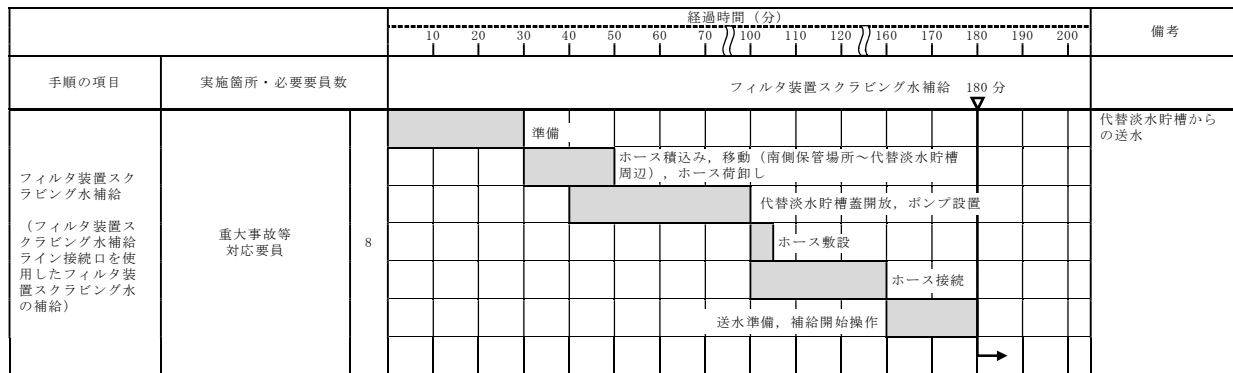 経過時間（分）
備考
10 20 30 40 50 60 70 100 110 120 160 170 180 190 200
手順の項目
実施箇所・必要要員数
フィルタ装置スクラビング水補給 180 分
フィルタ装置スク
ラビング水補給
（フィルタ装置ス
クラビング水補給
ライン接続口を使
用したフィルタ装
置スクラビング水
の補給）
重大事故等
対応要員
8
準備
ホース積込み，移動（南側保管場所～代替淡水貯槽
周辺），ホース荷卸し
代替淡水貯槽蓋開放，ポンプ設置
ホース敷設
ホース接続
送水準備，補給開始操作
代替淡水貯槽から
の送水